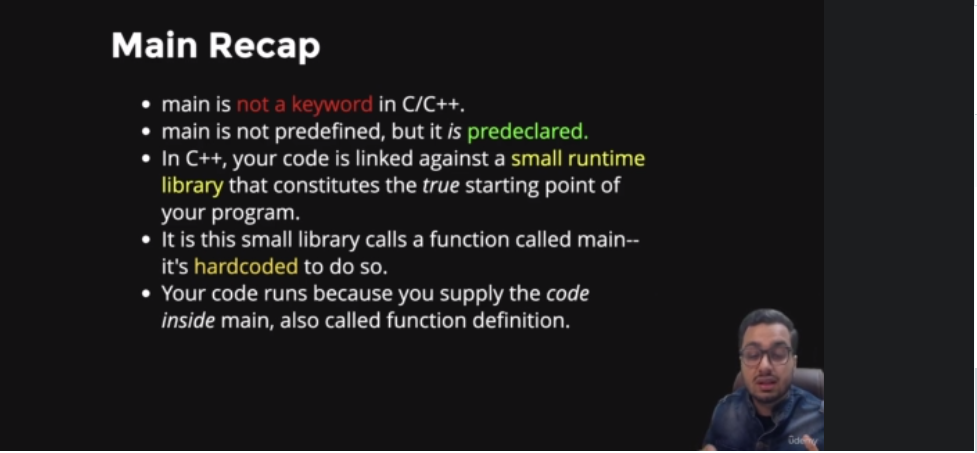 Main Recap
• main is not a keyword in C/C++.
• main is not predefined, but it is predeclared.
• In C++, your code is linked against a small runtime
library that constitutes the true starting point of
your program.
• It is this small library calls a function called main--
it's hardcoded to do so.
• Your code runs because you supply the code
inside main, also called function definition.
ûdemy